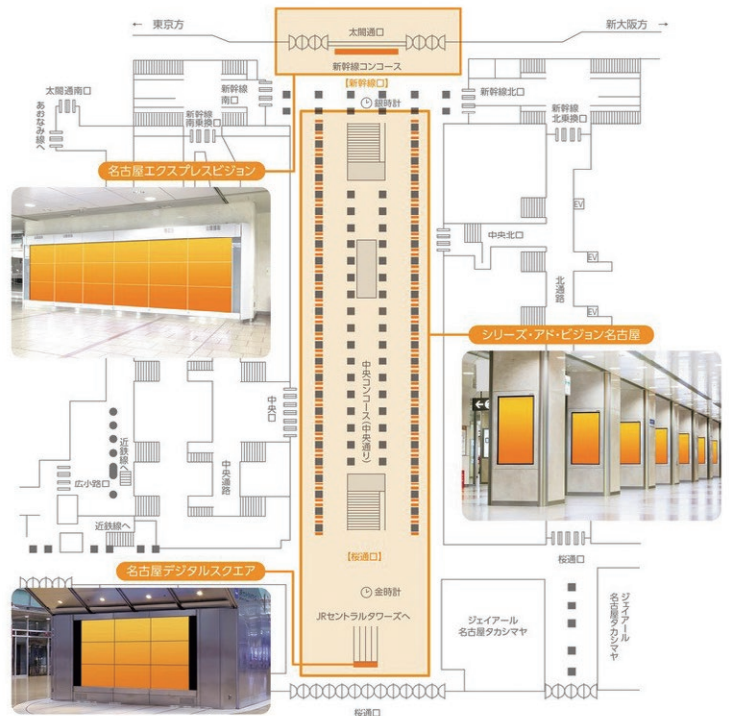 ← 東京方
新大阪方 →
太閤通口
新幹線コンコース
【新幹線口】
銀時計
太閤通南口
あおなみ線へ
新幹線
南口
新幹線
南乗換口
新幹線北口
新幹線
北乗換口
名古屋エクスプレスビジョン
EV
中央北口
EV
北通路
EV
シリーズ・アド・ビジョン名古屋
中央コンコース(中央通り)
中央口
近鉄線へ
中央通路
広小路口
近鉄線へ
【桜通口】
桜通口
名古屋デジタルスクエア
金時計
JRセントラルタワーズへ
ジェイアール
名古屋タカシマヤ
ジェイアール
名古屋タカシマヤ
桜通口